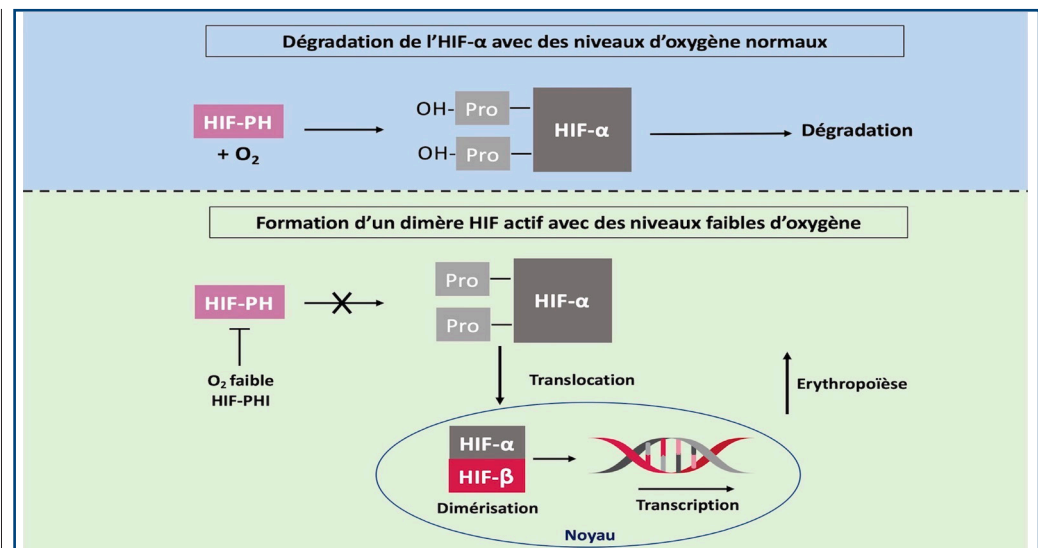 Dégradation de l’HIF-α avec des niveaux d’oxygène normaux
HIF-PH
+ O₂
OH- Pro
OH- Pro
HIF-α
Dégradation
Formation d’un dimère HIF actif avec des niveaux faibles d’oxygène
HIF-PH
O₂ faible
HIF-PHI
Pro
Pro
HIF-α
Translocation
Erythropoïèse
HIF-α
HIF-β
Dimérisation
Transcription
Noyau